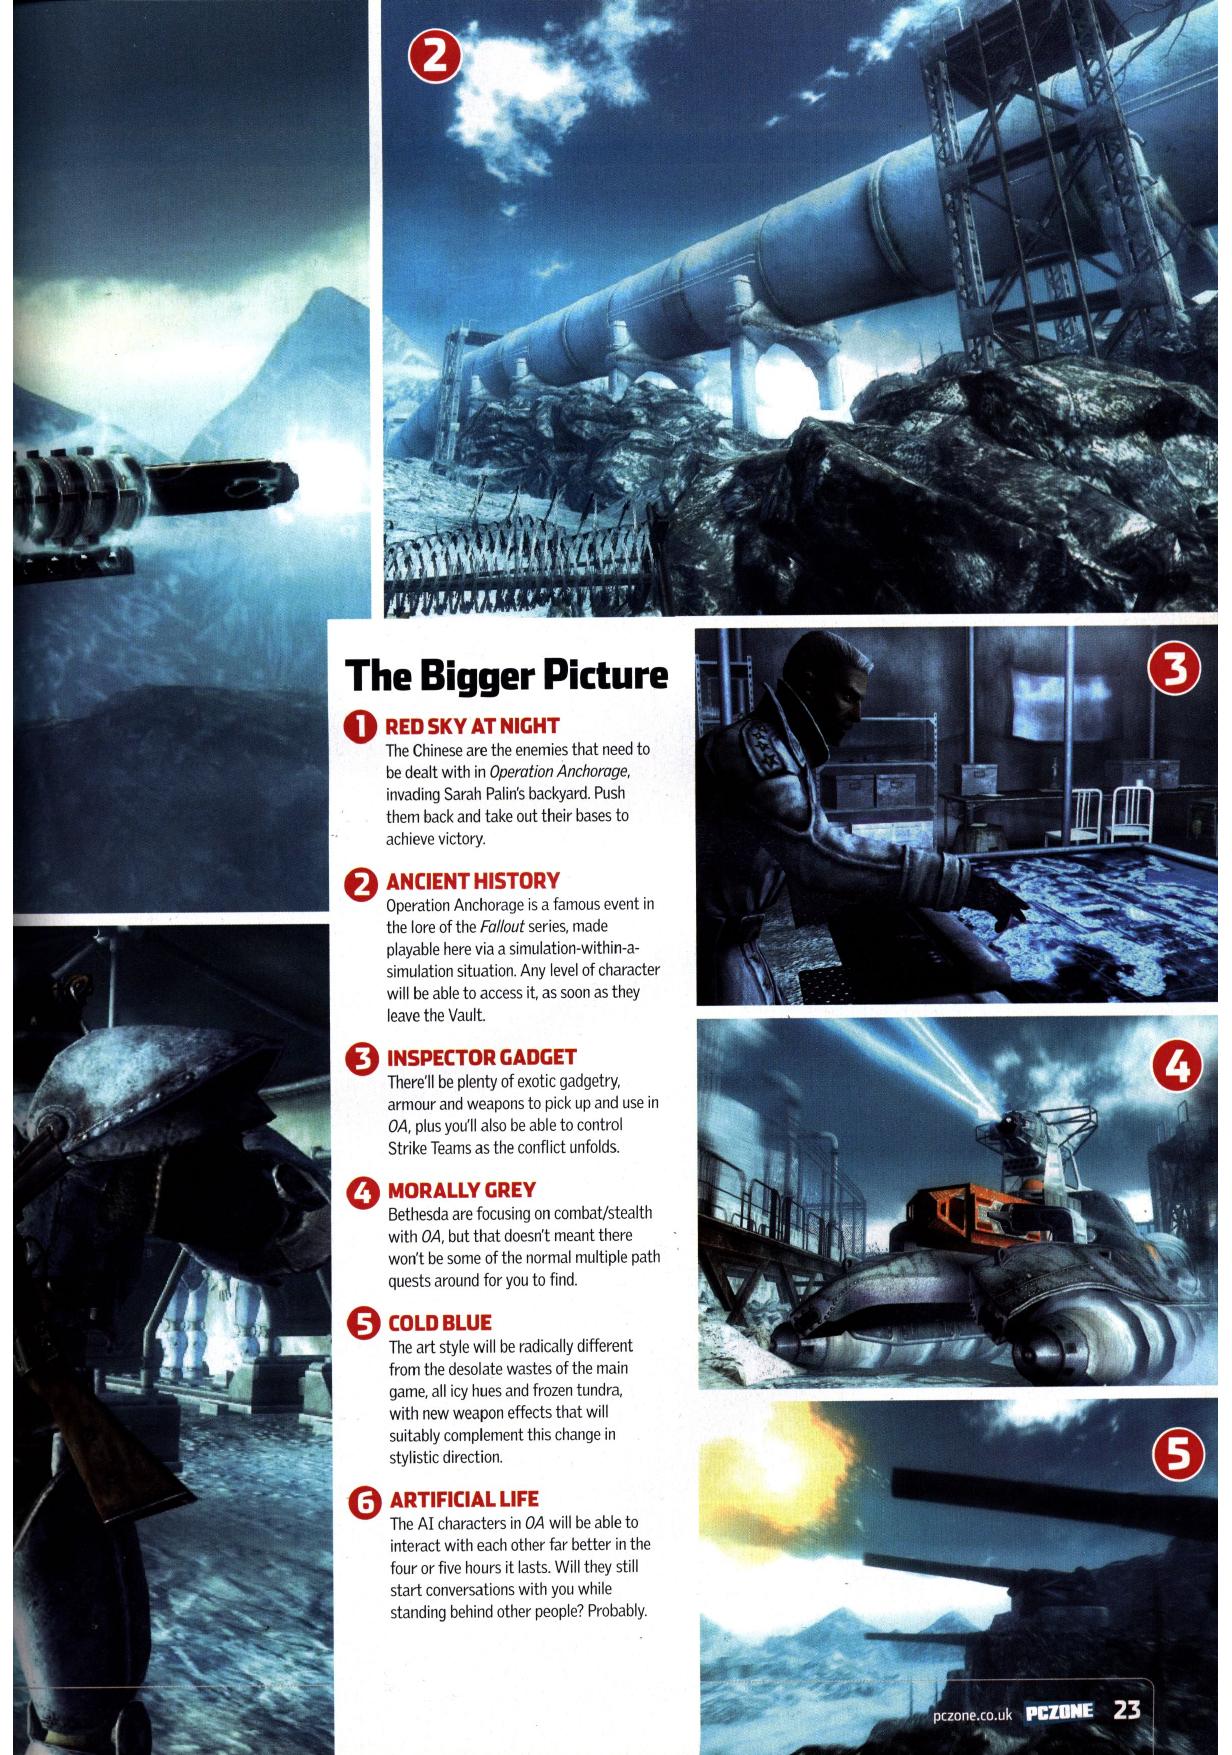 2
The Bigger Picture
1 RED SKY AT NIGHT
The Chinese are the enemies that need to
be dealt with in Operation Anchorage,
invading Sarah Palin's backyard. Push
them back and take out their bases to
achieve victory.
2 ANCIENT HISTORY
Operation Anchorage is a famous event in
the lore of the Fallout series, made
playable here via a simulation-within-a-
simulation situation. Any level of character
will be able to access it, as soon as they
leave the Vault.
3 INSPECTOR GADGET
There'll be plenty of exotic gadgetry,
armour and weapons to pick up and use in
OA, plus you'll also be able to control
Strike Teams as the conflict unfolds.
4 MORALLY GREY
Bethesda are focusing on combat/stealth
with OA, but that doesn't meant there
won't be some of the normal multiple path
quests around for you to find.
5 COLD BLUE
The art style will be radically different
from the desolate wastes of the main
game, all icy hues and frozen tundra,
with new weapon effects that will
suitably complement this change in
stylistic direction.
6 ARTIFICIAL LIFE
The AI characters in OA will be able to
interact with each other far better in the
four or five hours it lasts. Will they still
start conversations with you while
standing behind other people? Probably.
3
4
5
pczone.co.uk PCZONE 23